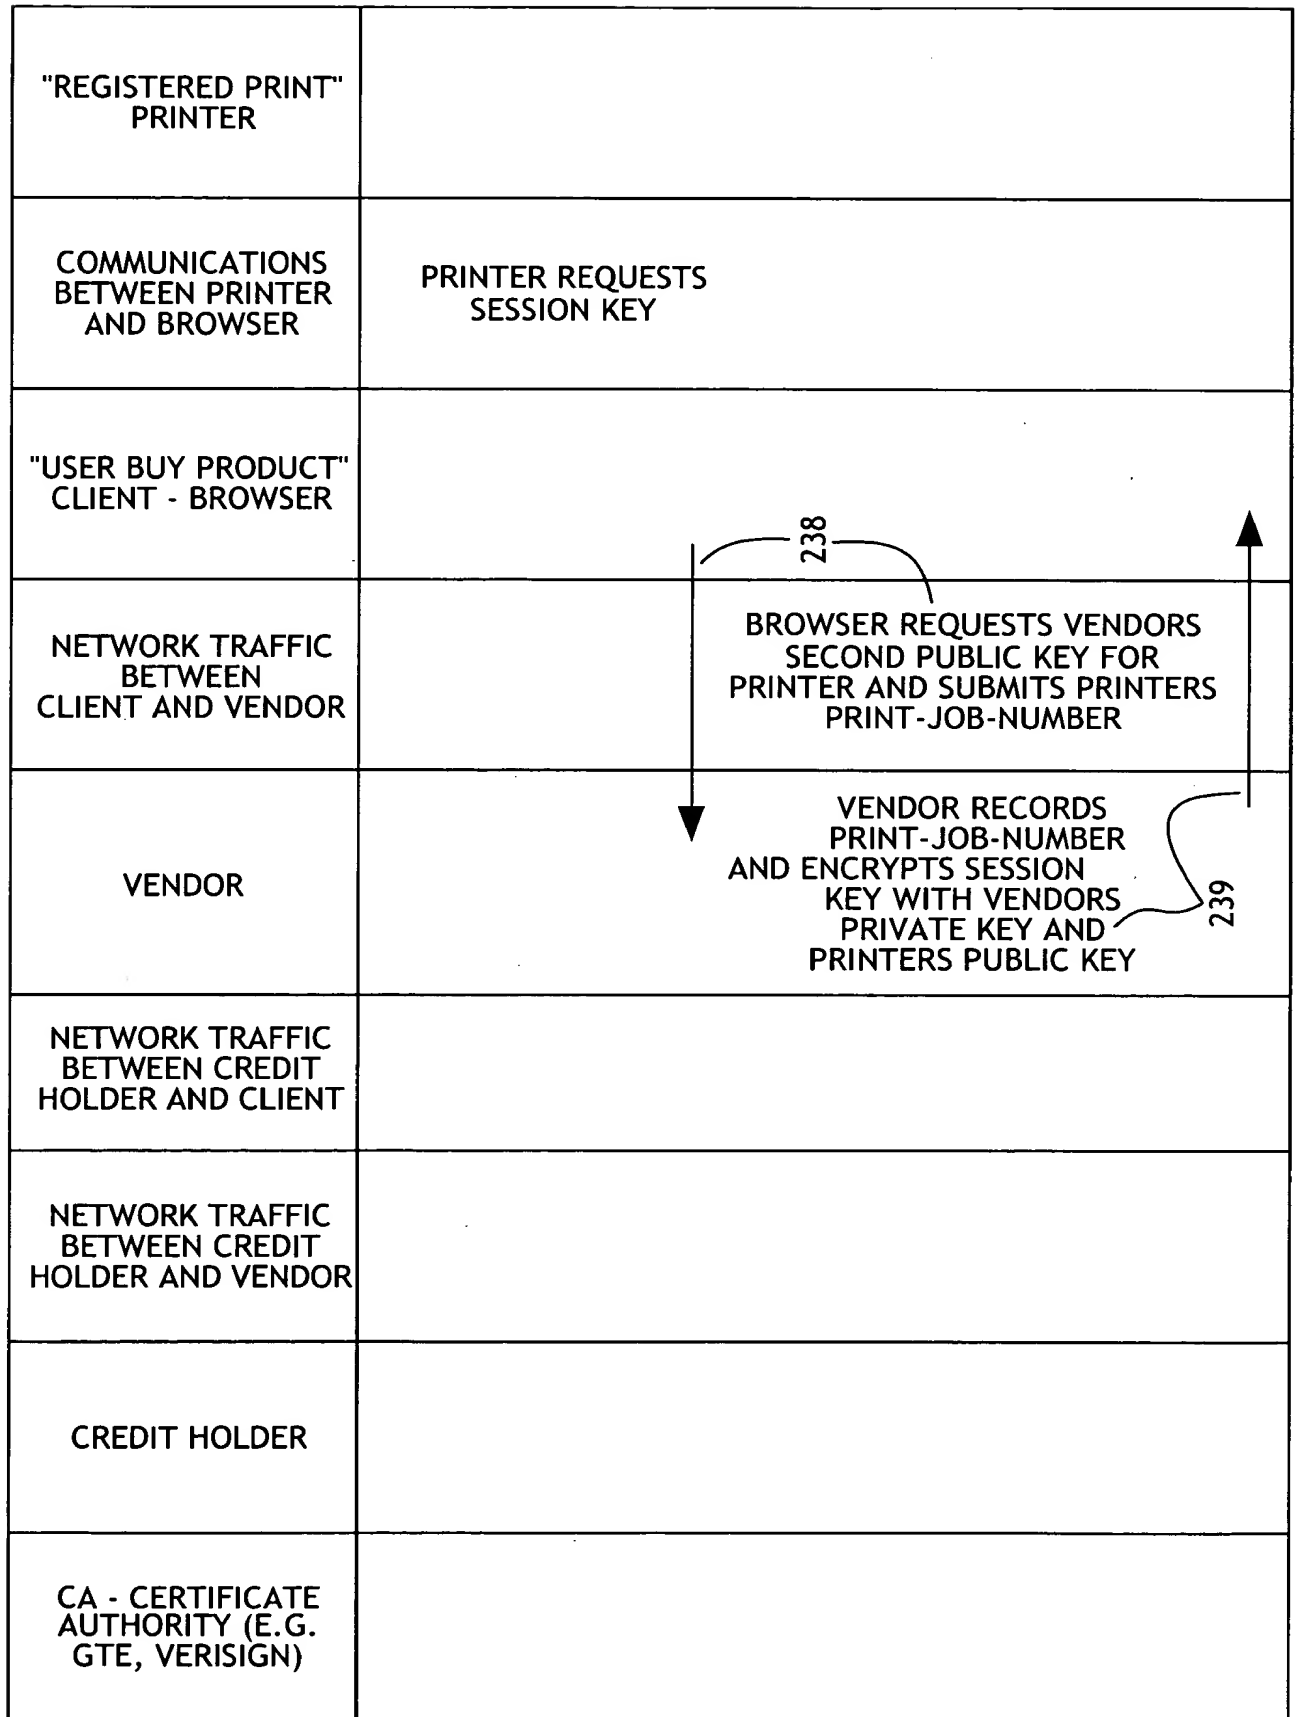 "REGISTERED PRINT"
PRINTER
COMMUNICATIONS
BETWEEN PRINTER
AND BROWSER
PRINTER REQUESTS
SESSION KEY
"USER BUY PRODUCT"
CLIENT - BROWSER
238
NETWORK TRAFFIC
BETWEEN
CLIENT AND VENDOR
BROWSER REQUESTS VENDORS
SECOND PUBLIC KEY FOR
PRINTER AND SUBMITS PRINTERS
PRINT-JOB-NUMBER
VENDOR
VENDOR RECORDS
PRINT-JOB-NUMBER
AND ENCRYPTS SESSION
KEY WITH VENDORS
PRIVATE KEY AND
PRINTERS PUBLIC KEY
239
NETWORK TRAFFIC
BETWEEN CREDIT
HOLDER AND CLIENT
NETWORK TRAFFIC
BETWEEN CREDIT
HOLDER AND VENDOR
CREDIT HOLDER
CA - CERTIFICATE
AUTHORITY (E.G.
GTE, VERISIGN)